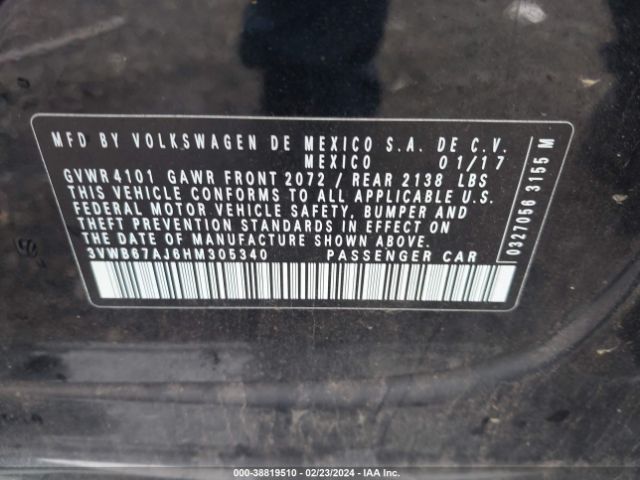 MFD BY VOLKSWAGEN DE MEXICO S.A. DE C.V.
MEXICO 01/17
GVWR 4101 GAWR FRONT 2072 / REAR 2138 LBS
THIS VEHICLE CONFORMS TO ALL APPLICABLE U.S.
FEDERAL MOTOR VEHICLE SAFETY, BUMPER AND
THEFT PREVENTION STANDARDS IN EFFECT ON
THE DATE OF MANUFACTURE SHOWN ABOVE.
3VWB67AJ6HM305340 PASSENGER CAR
0327056 3155 M
000-38819510 - 02/23/2024 - IAA Inc.